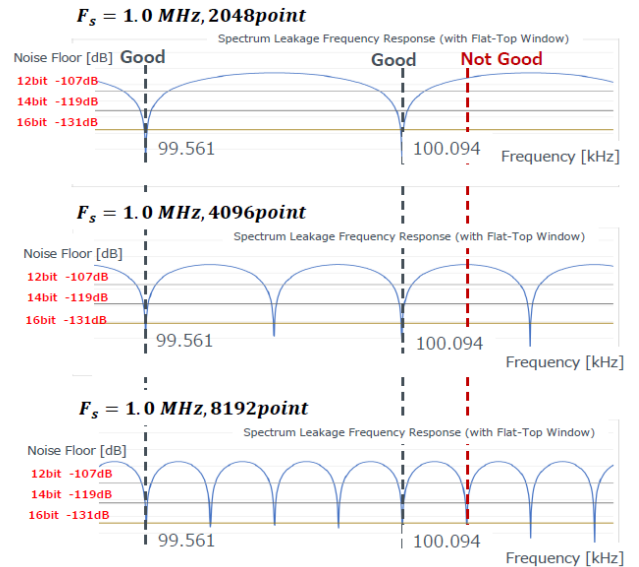 F_s = 1.0 MHz, 2048point
Spectrum Leakage Frequency Response (with Flat-Top Window)
Noise Floor [dB] Good Good Not Good
12bit -107dB
14bit -119dB
16bit -131dB
99.561 100.094 Frequency [kHz]
F_s = 1.0 MHz, 4096point
Spectrum Leakage Frequency Response (with Flat-Top Window)
Noise Floor [dB]
12bit -107dB
14bit -119dB
16bit -131dB
99.561 100.094
Frequency [kHz]
F_s = 1.0 MHz, 8192point
Spectrum Leakage Frequency Response (with Flat-Top Window)
Noise Floor [dB]
12bit -107dB
14bit -119dB
16bit -131dB
99.561 100.094
Frequency [kHz]